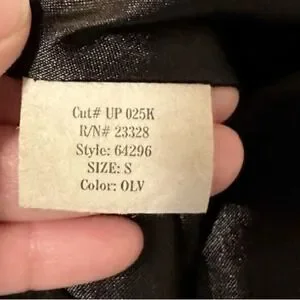 Cut# UP 025K
R/N# 23328
Style: 64296
SIZE: S
Color: OLV